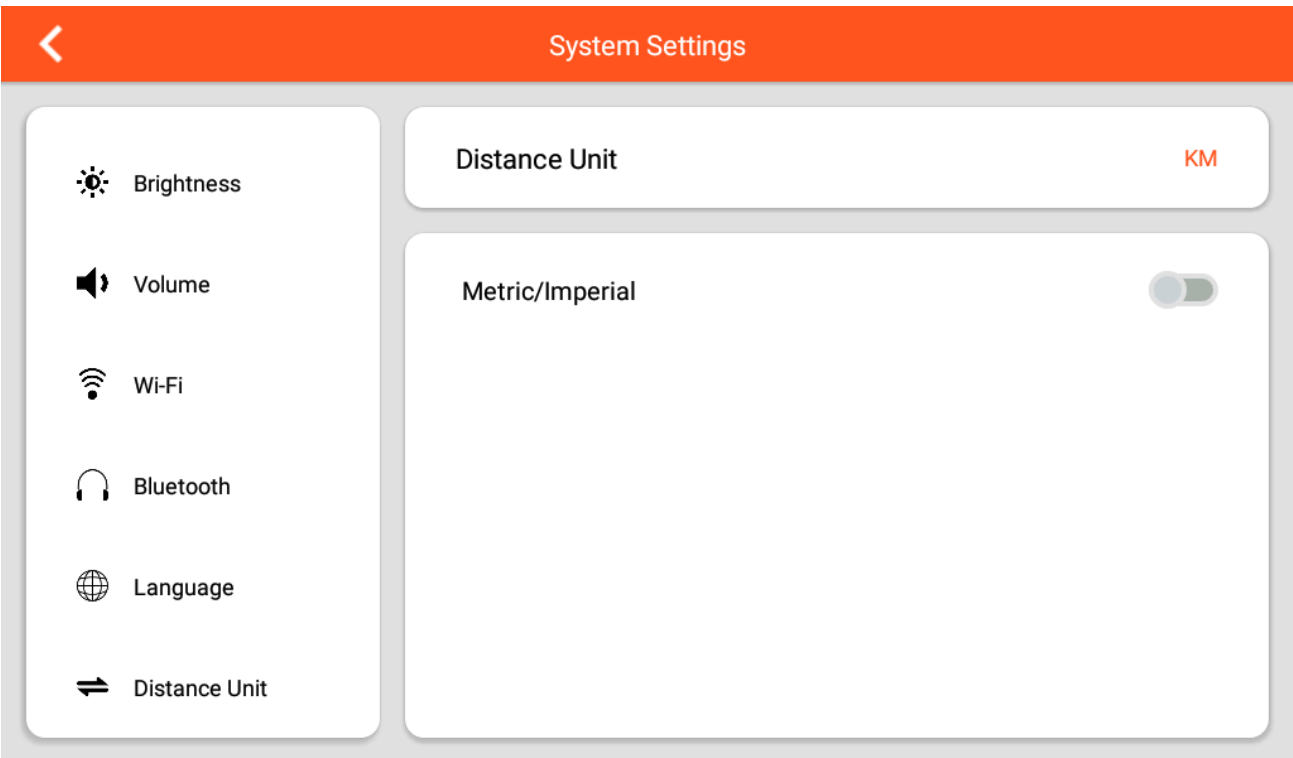 System Settings
Brightness
Volume
Wi-Fi
Bluetooth
Language
Distance Unit
Distance Unit KM
Metric/Imperial